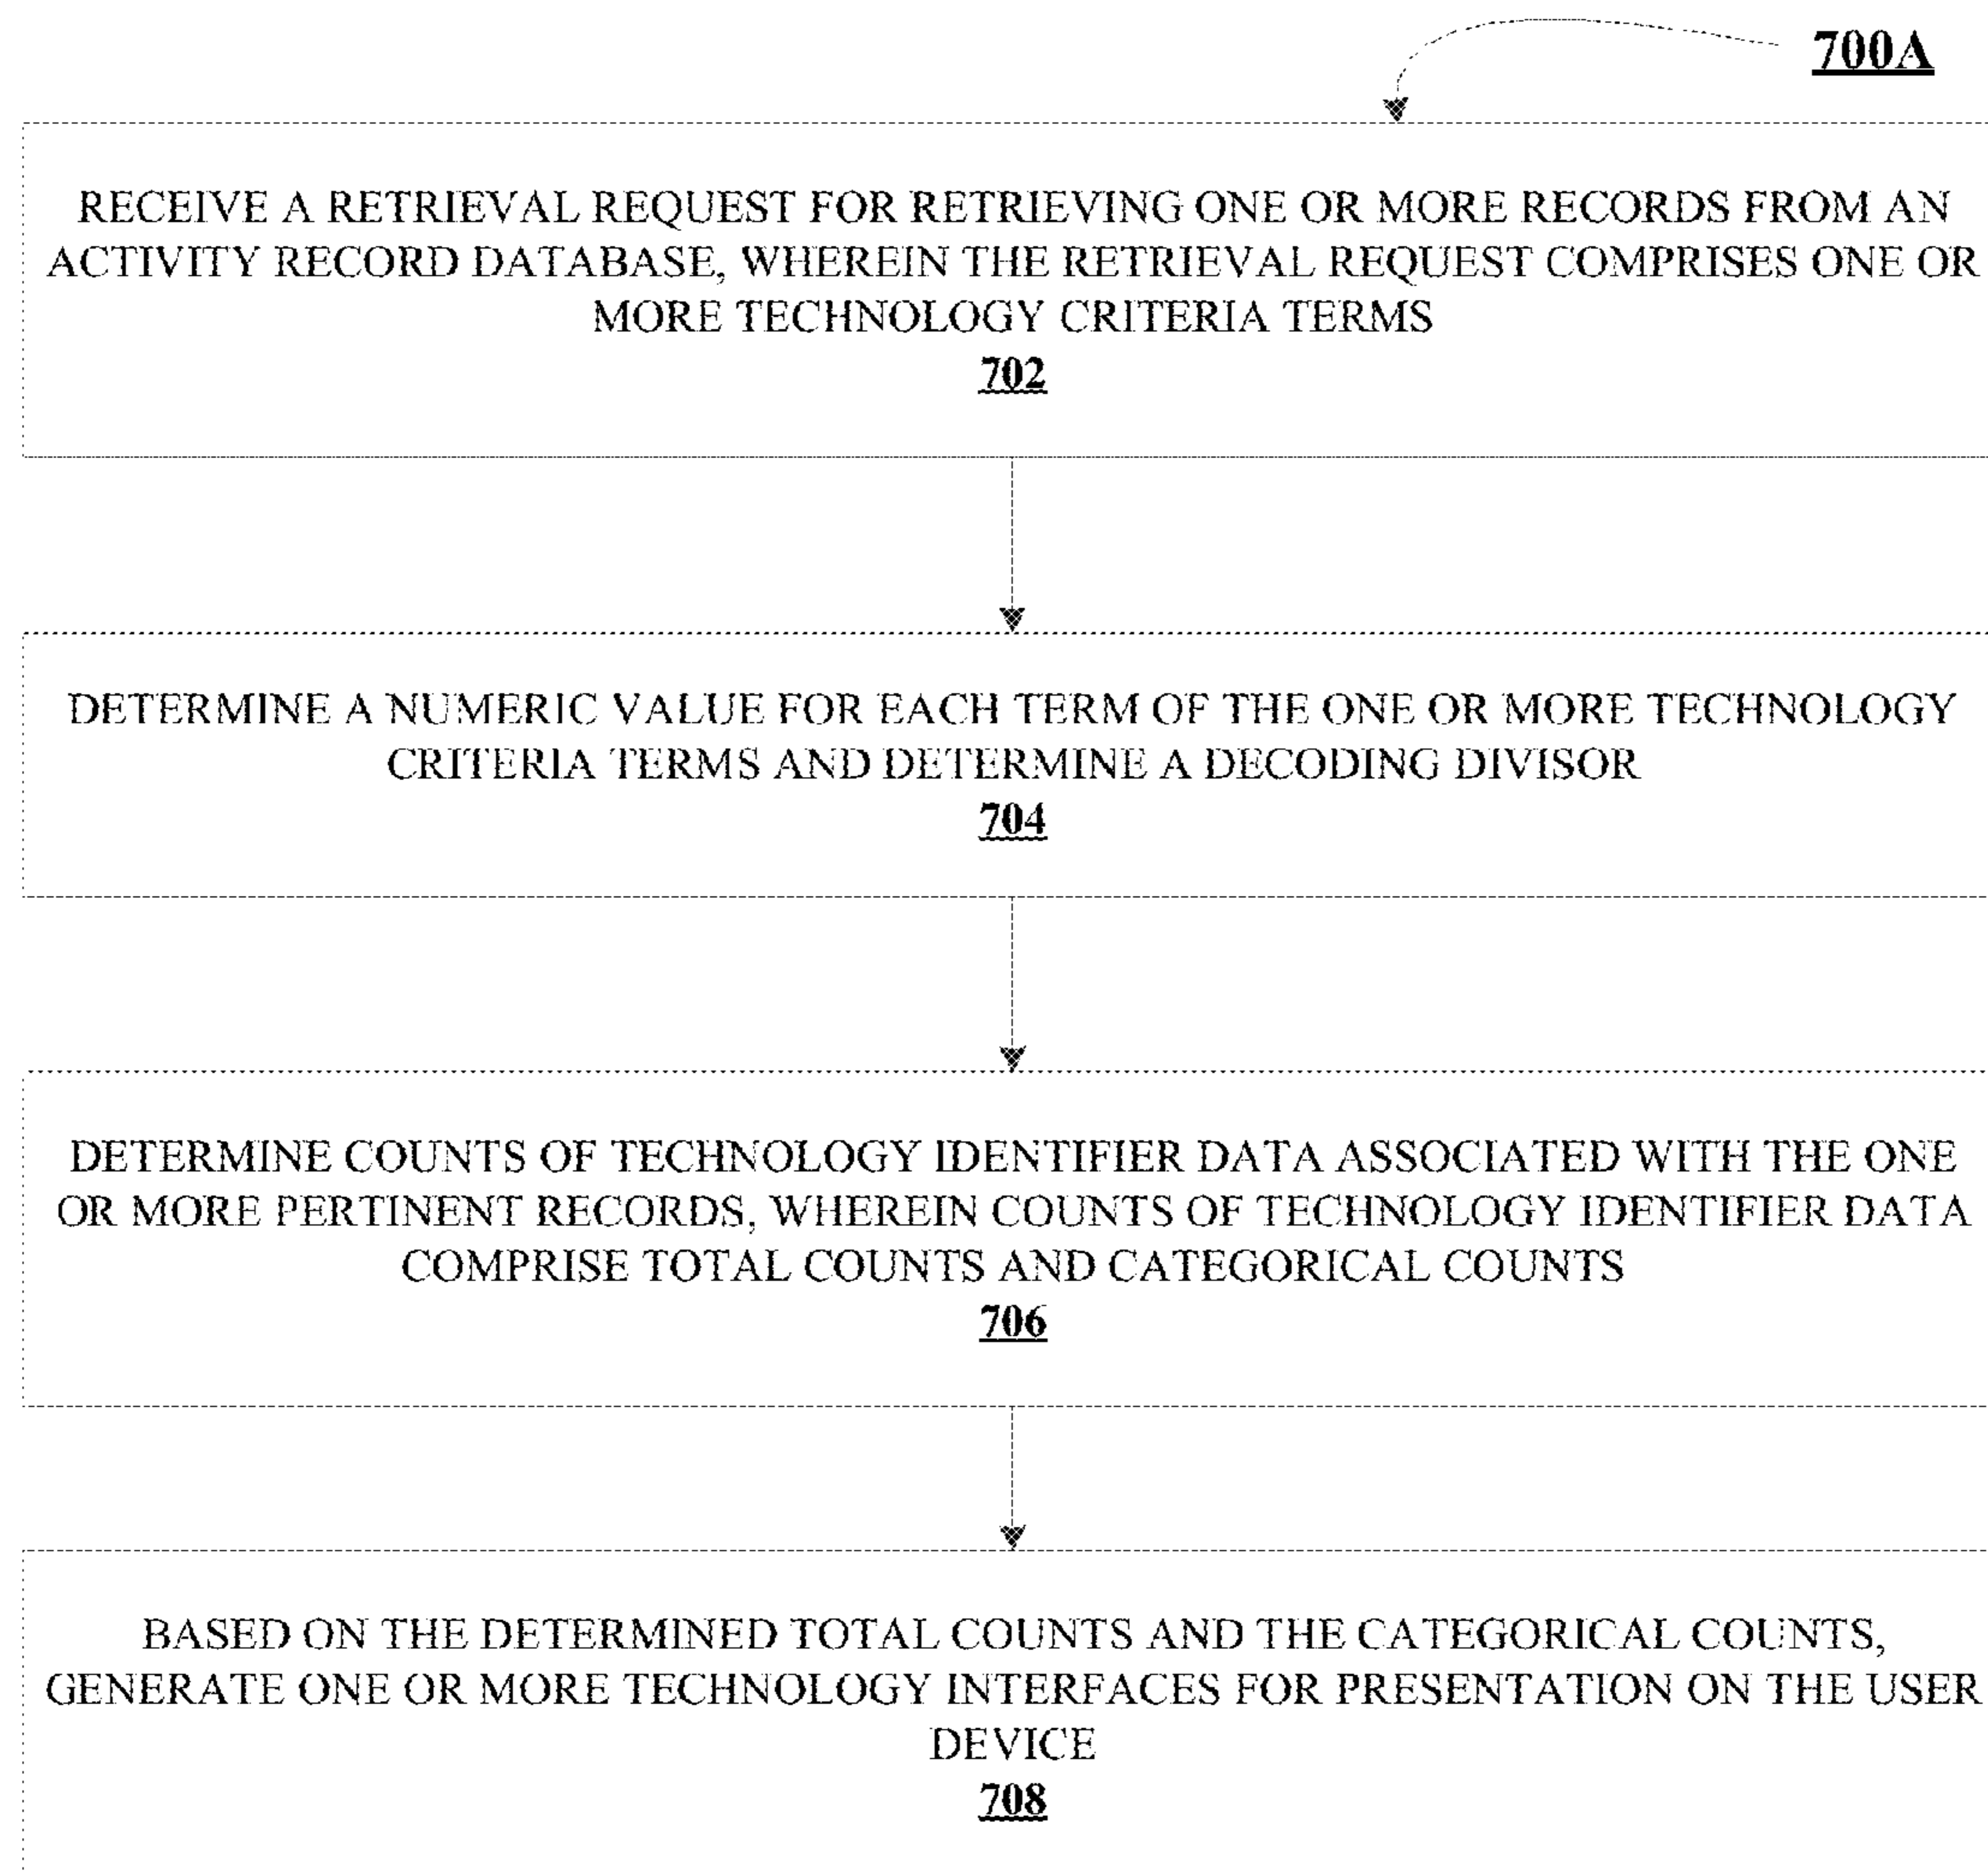 700A
RECEIVE A RETRIEVAL REQUEST FOR RETRIEVING ONE OR MORE RECORDS FROM AN
ACTIVITY RECORD DATABASE, WHEREIN THE RETRIEVAL REQUEST COMPRISES ONE OR
MORE TECHNOLOGY CRITERIA TERMS
702
DETERMINE A NUMERIC VALUE FOR EACH TERM OF THE ONE OR MORE TECHNOLOGY
CRITERIA TERMS AND DETERMINE A DECODING DIVISOR
704
DETERMINE COUNTS OF TECHNOLOGY IDENTIFIER DATA ASSOCIATED WITH THE ONE
OR MORE PERTINENT RECORDS, WHEREIN COUNTS OF TECHNOLOGY IDENTIFIER DATA
COMPRISE TOTAL COUNTS AND CATEGORICAL COUNTS
706
BASED ON THE DETERMINED TOTAL COUNTS AND THE CATEGORICAL COUNTS,
GENERATE ONE OR MORE TECHNOLOGY INTERFACES FOR PRESENTATION ON THE USER
DEVICE
708